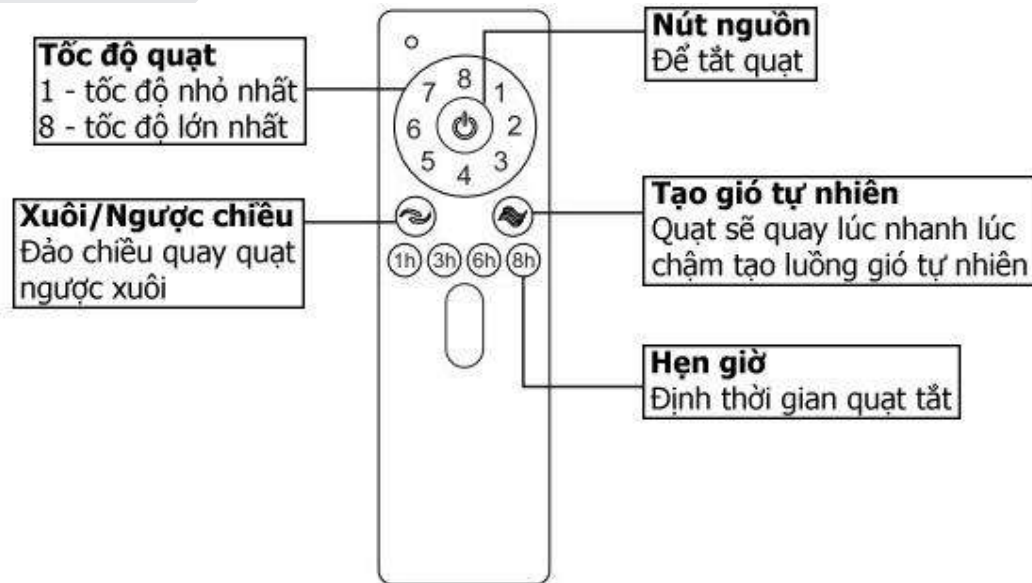 Tốc độ quạt
1 - tốc độ nhỏ nhất
8 - tốc độ lớn nhất
Nút nguồn
Để tắt quạt
8
7 1
6 2
5 3
4
Xuôi/Ngược chiều
Đảo chiều quay quạt
ngược xuôi
Tạo gió tự nhiên
Quạt sẽ quay lúc nhanh lúc
chậm tạo luồng gió tự nhiên
1h 3h 6h 8h
Hẹn giờ
Định thời gian quạt tắt